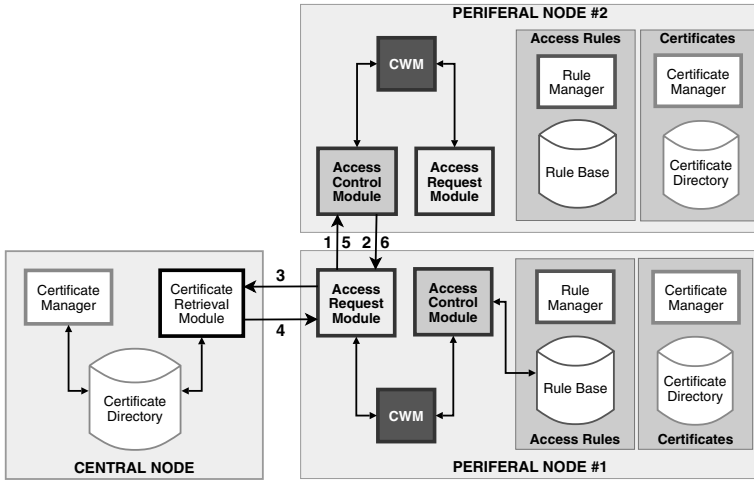 PERIFERAL NODE #2
CWM
Access Control Module
Access Request Module
Access Rules
Rule Manager
Rule Base
Certificates
Certificate Manager
Certificate Directory
1 5 2 6
CENTRAL NODE
Certificate Manager
Certificate Retrieval Module
Certificate Directory
3
4
Access Request Module
Access Control Module
CWM
Rule Manager
Rule Base
Access Rules
Certificate Manager
Certificate Directory
Certificates
PERIFERAL NODE #1